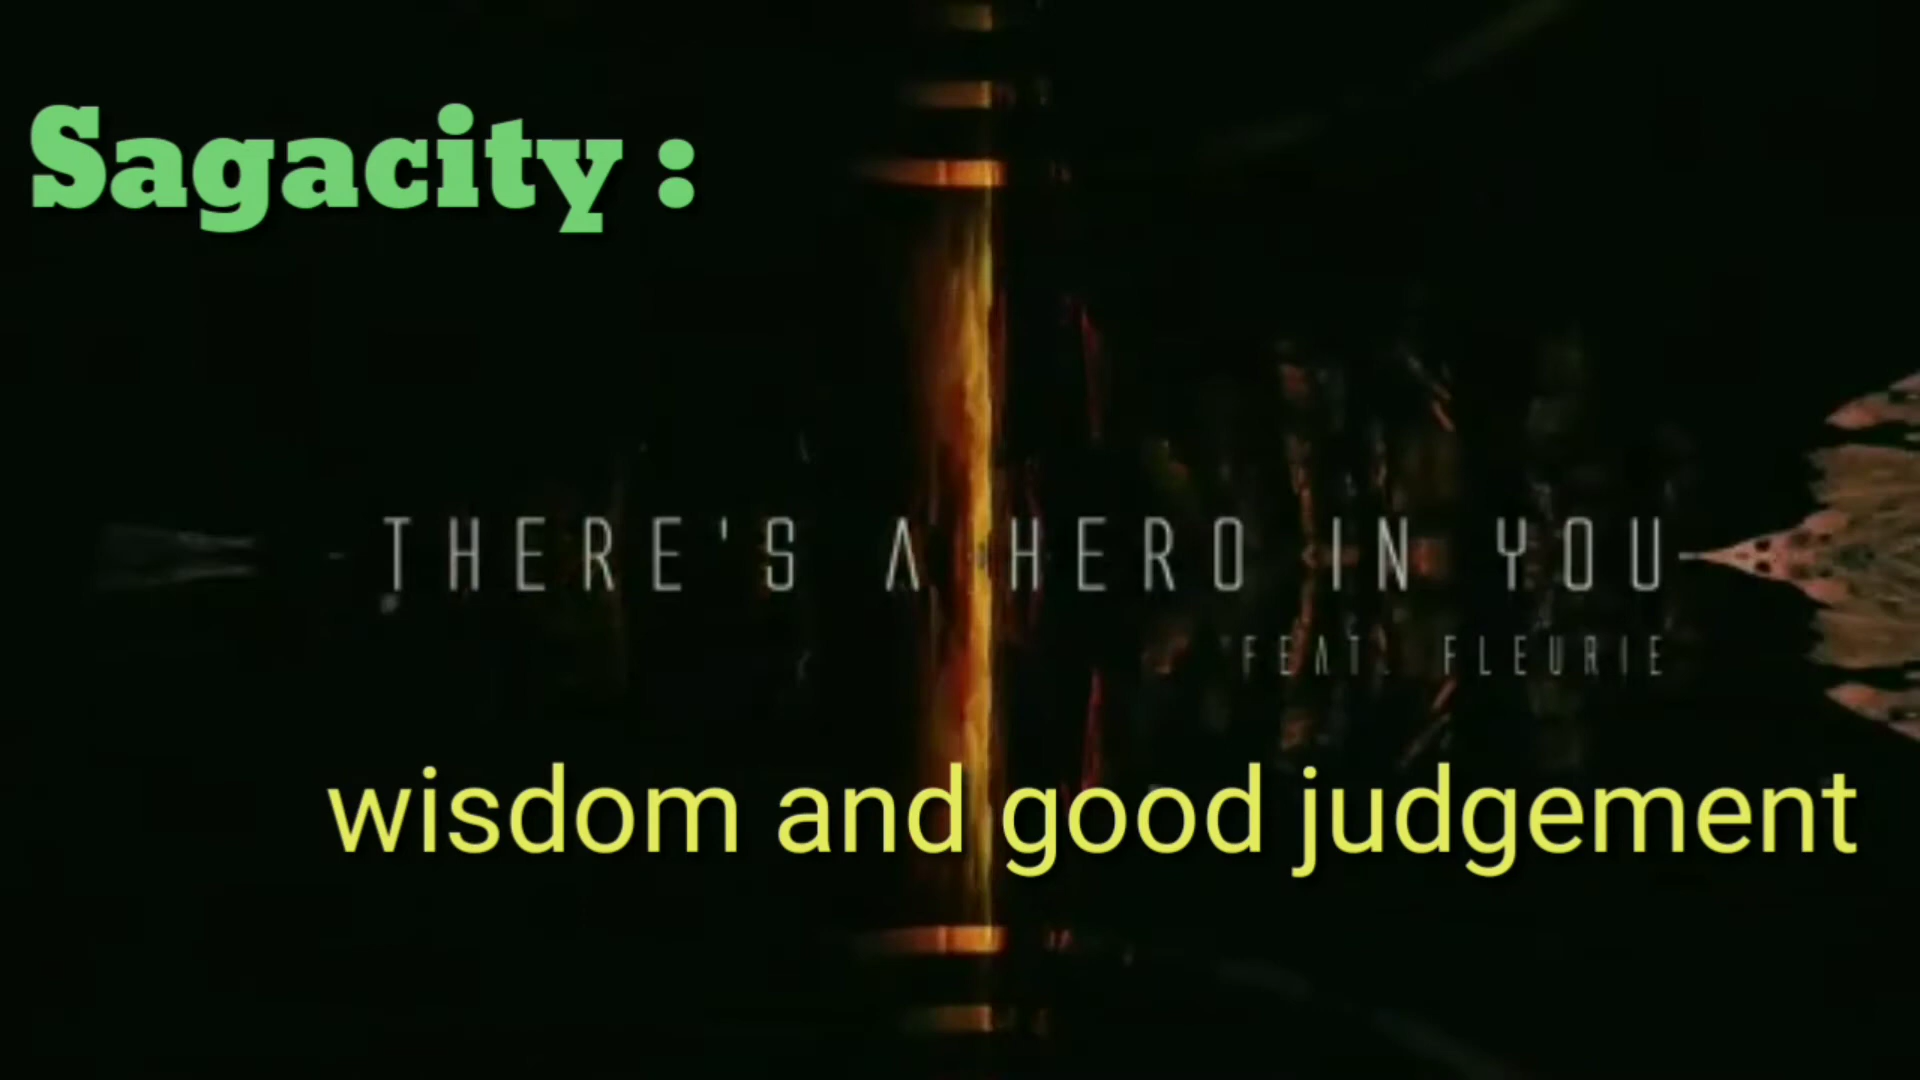 Sagacity :
THERE'S A HERO IN YOU
FEAT. FLEURIE
wisdom and good judgement